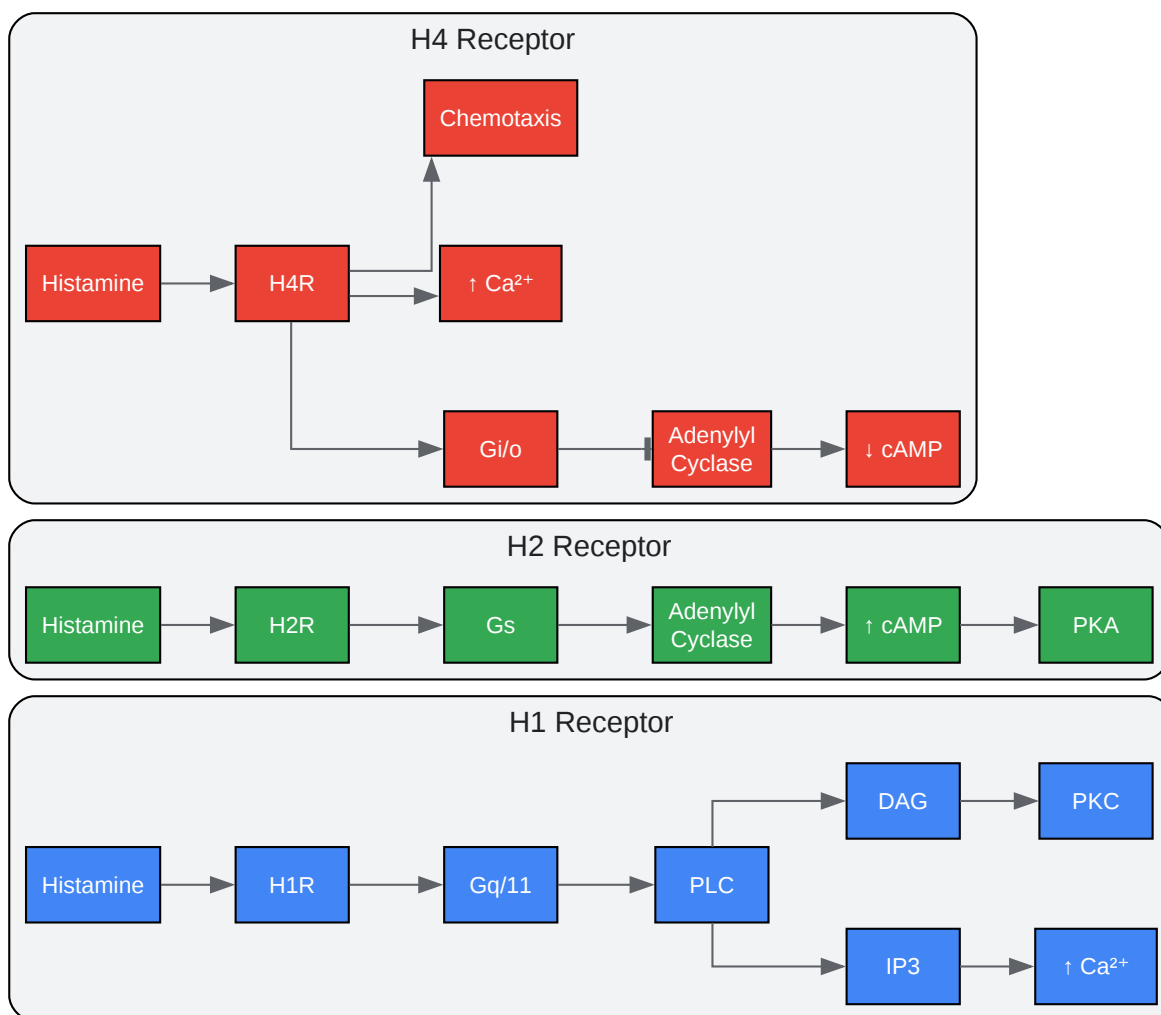 H4 Receptor
Chemotaxis
Histamine
H4R
↑ Ca²⁺
Gi/o
Adenylyl
Cyclase
↓ cAMP
H2 Receptor
Histamine
H2R
Gs
Adenylyl
Cyclase
↑ cAMP
PKA
H1 Receptor
DAG
PKC
Histamine
H1R
Gq/11
PLC
IP3
↑ Ca²⁺